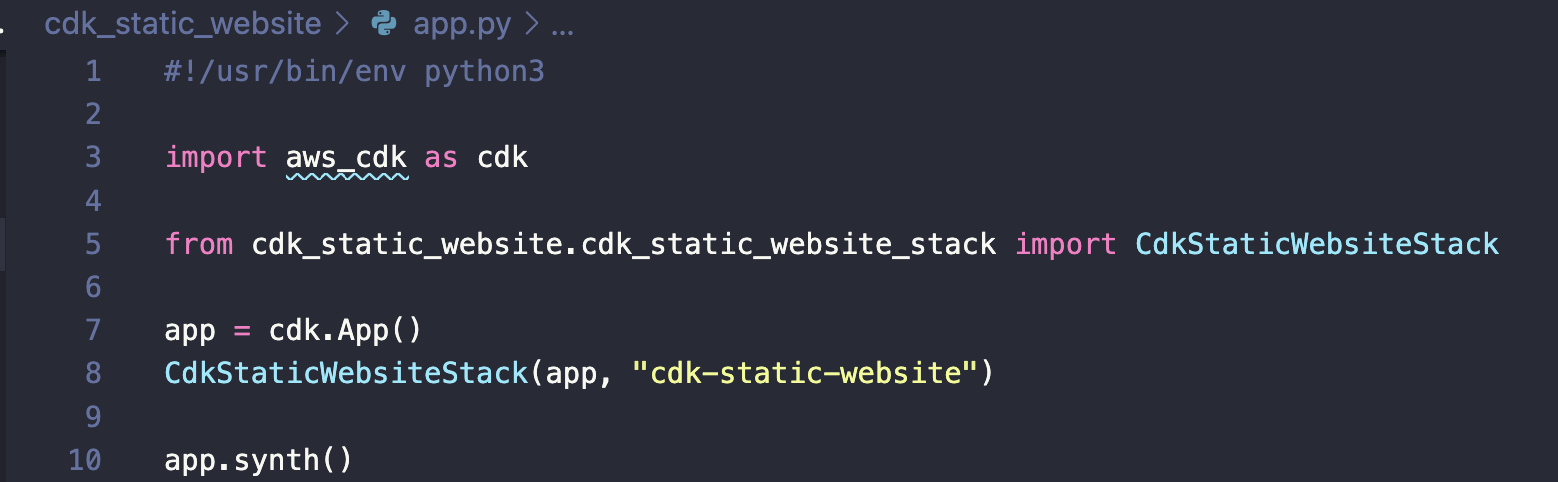 cdk_static_website > app.py > ...
1 #!/usr/bin/env python3
2
3 import aws_cdk as cdk
4
5 from cdk_static_website.cdk_static_website_stack import CdkStaticWebsiteStack
6
7 app = cdk.App()
8 CdkStaticWebsiteStack(app, "cdk-static-website")
9
10 app.synth()